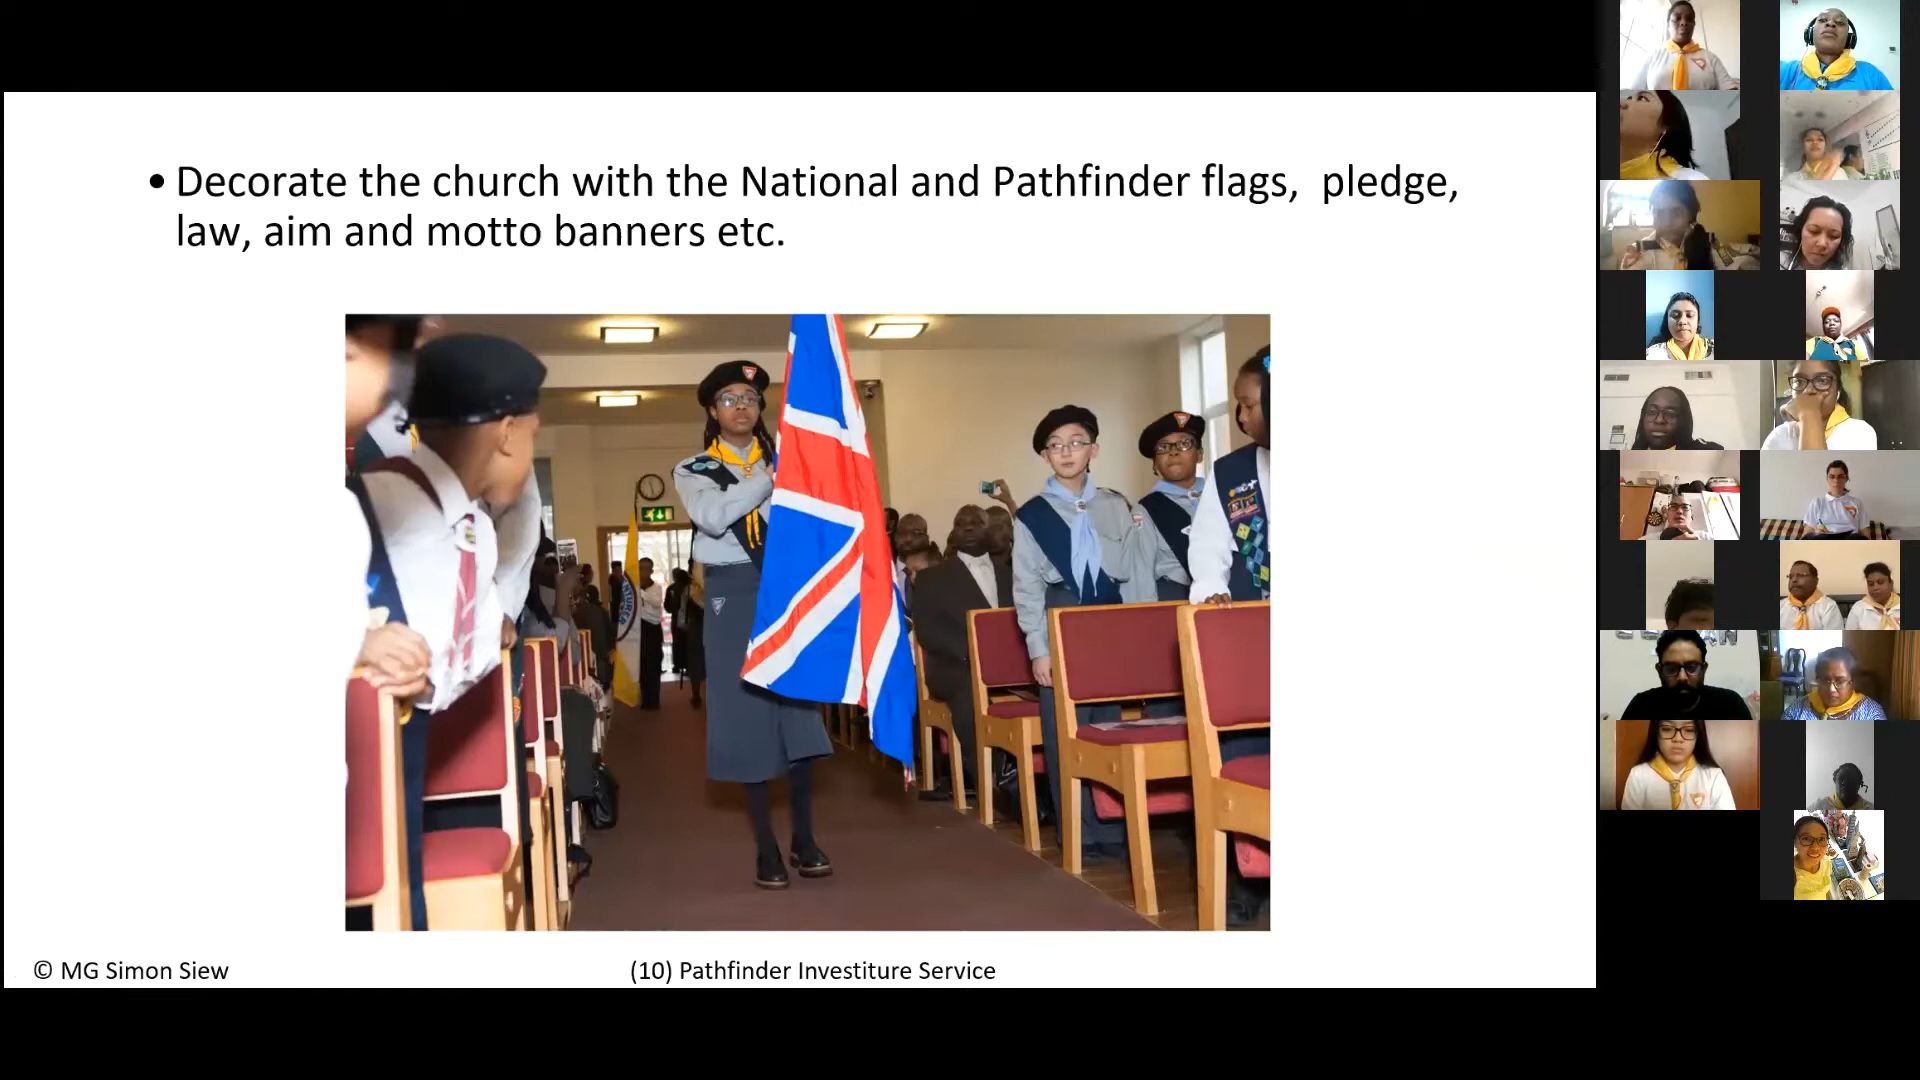 • Decorate the church with the National and Pathfinder flags,  pledge,
law, aim and motto banners etc.
© MG Simon Siew
(10) Pathfinder Investiture Service